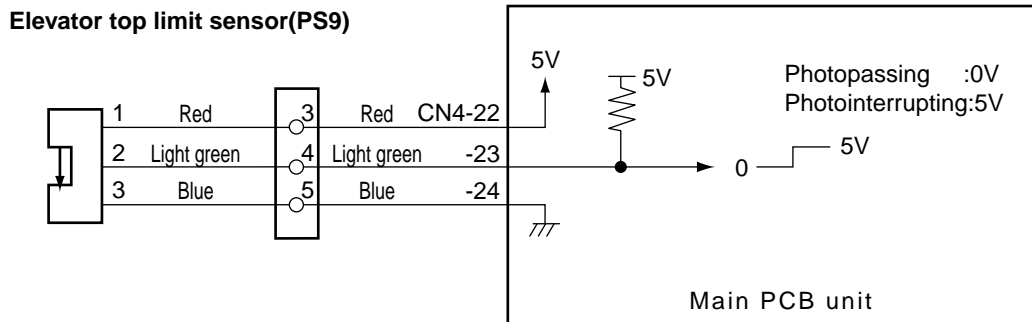 Elevator top limit sensor(PS9)
5V
5V
Photopassing :0V
Photointerrupting:5V
1 Red 3 Red CN4-22
2 Light green 4 Light green -23
0 5V
3 Blue 5 Blue -24
Main PCB unit